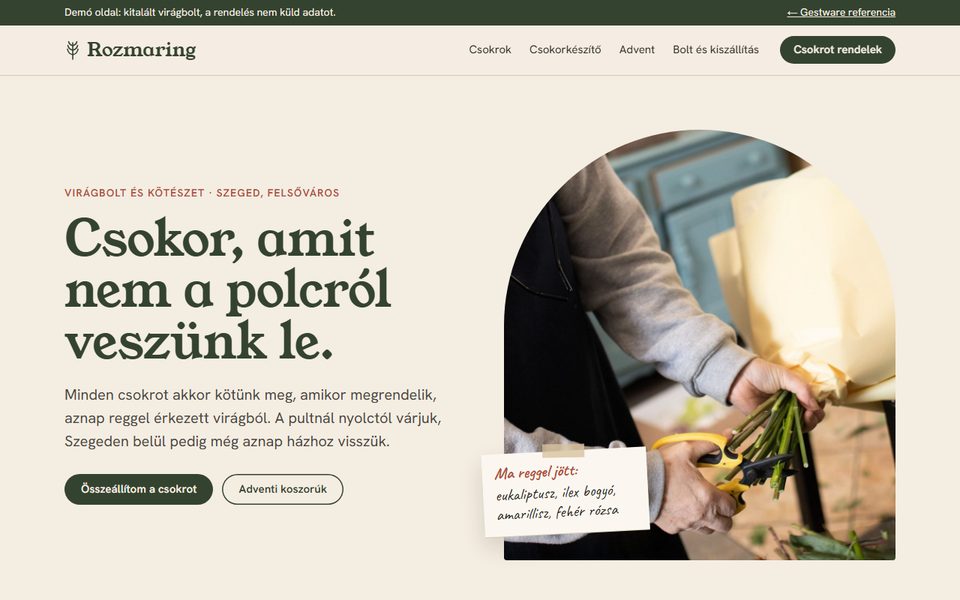 Demó oldal: kitalált virágbolt, a rendelés nem küld adatot.
← Gestware referencia
Rozmaring
Csokrok
Csokorkészítő
Advent
Bolt és kiszállítás
Csokrot rendelek
VIRÁGBOLT ÉS KÖTÉSZET · SZEGED, FELSŐVÁROS
Csokor, amit
nem a polcról
veszünk le.
Minden csokrot akkor kötünk meg, amikor megrendelik,
aznap reggel érkezett virágból. A pultnál nyolctól várjuk,
Szegeden belül pedig még aznap házhoz visszük.
Összeállítom a csokrot
Adventi koszorúk
Ma reggel jött:
eukaliptusz, ilex bogyó,
amarillisz, fehér rózsa